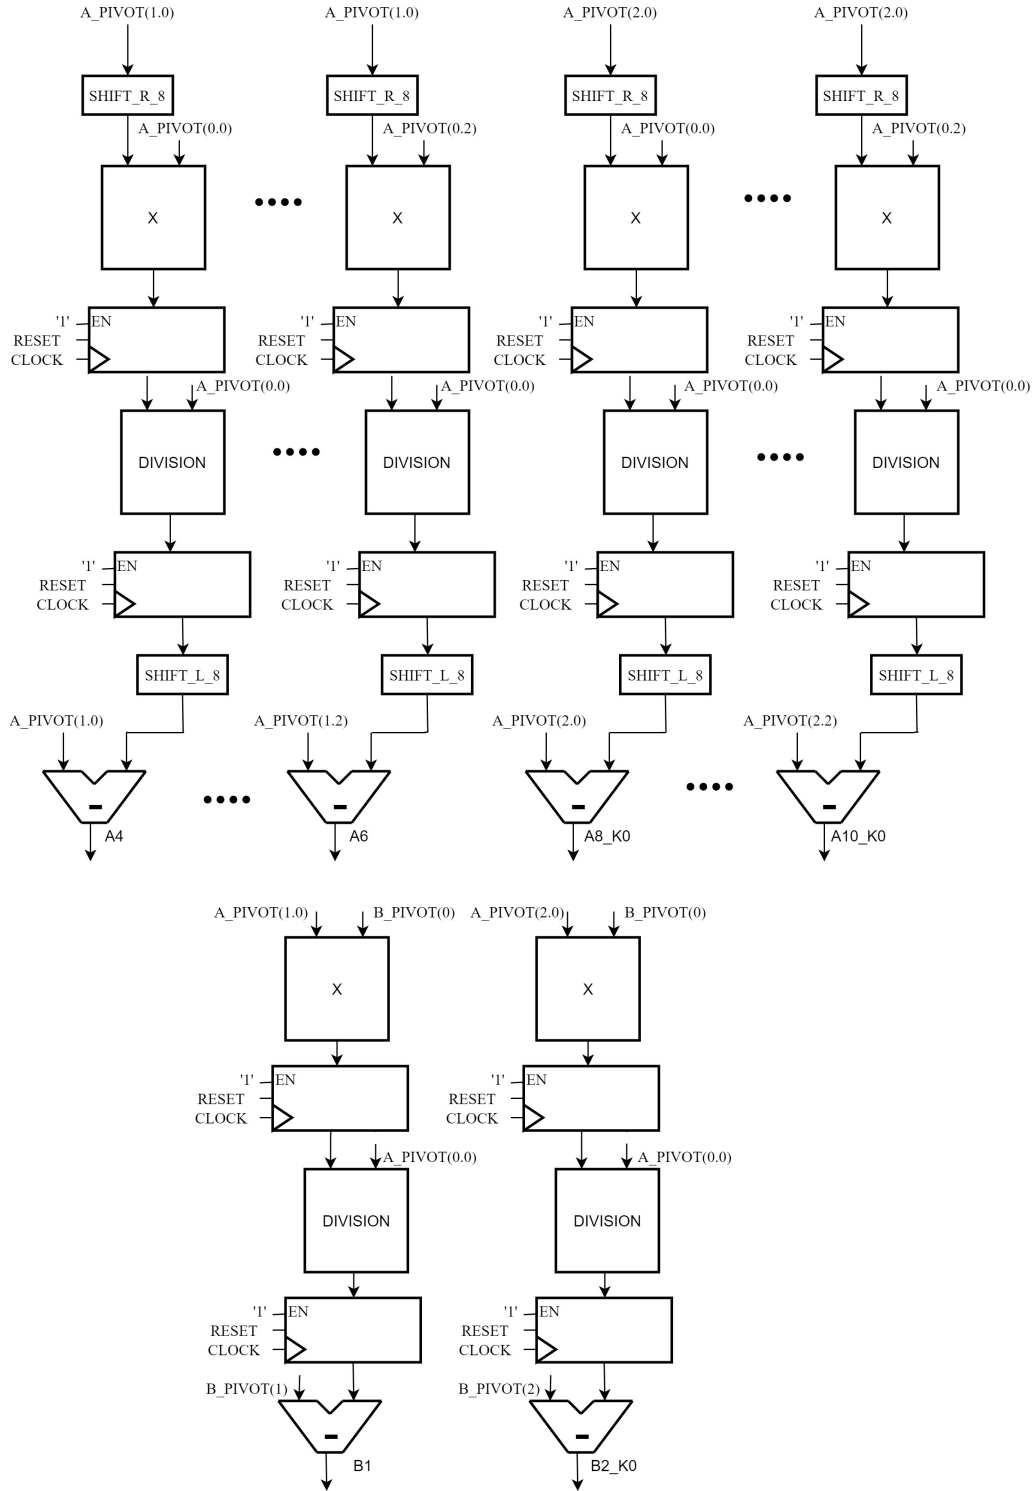 A_PIVOT(1.0) A_PIVOT(1.0) A_PIVOT(2.0) A_PIVOT(2.0)
SHIFT_R_8 SHIFT_R_8 SHIFT_R_8 SHIFT_R_8
A_PIVOT(0.0) A_PIVOT(0.2) A_PIVOT(0.0) A_PIVOT(0.2)
X X X X
'1' EN '1' EN '1' EN '1' EN
RESET RESET RESET RESET
CLOCK CLOCK CLOCK CLOCK
A_PIVOT(0.0) A_PIVOT(0.0) A_PIVOT(0.0) A_PIVOT(0.0)
DIVISION DIVISION DIVISION DIVISION
'1' EN '1' EN '1' EN '1' EN
RESET RESET RESET RESET
CLOCK CLOCK CLOCK CLOCK
SHIFT_L_8 SHIFT_L_8 SHIFT_L_8 SHIFT_L_8
A_PIVOT(1.0) A_PIVOT(1.2) A_PIVOT(2.0) A_PIVOT(2.2)
- - - -
A4 A6 A8_K0 A10_K0
A_PIVOT(1.0) B_PIVOT(0) A_PIVOT(2.0) B_PIVOT(0)
X X
'1' EN '1' EN
RESET RESET
CLOCK CLOCK
A_PIVOT(0.0) A_PIVOT(0.0)
DIVISION DIVISION
'1' EN '1' EN
RESET RESET
CLOCK CLOCK
B_PIVOT(1) B_PIVOT(2)
- -
B1 B2_K0